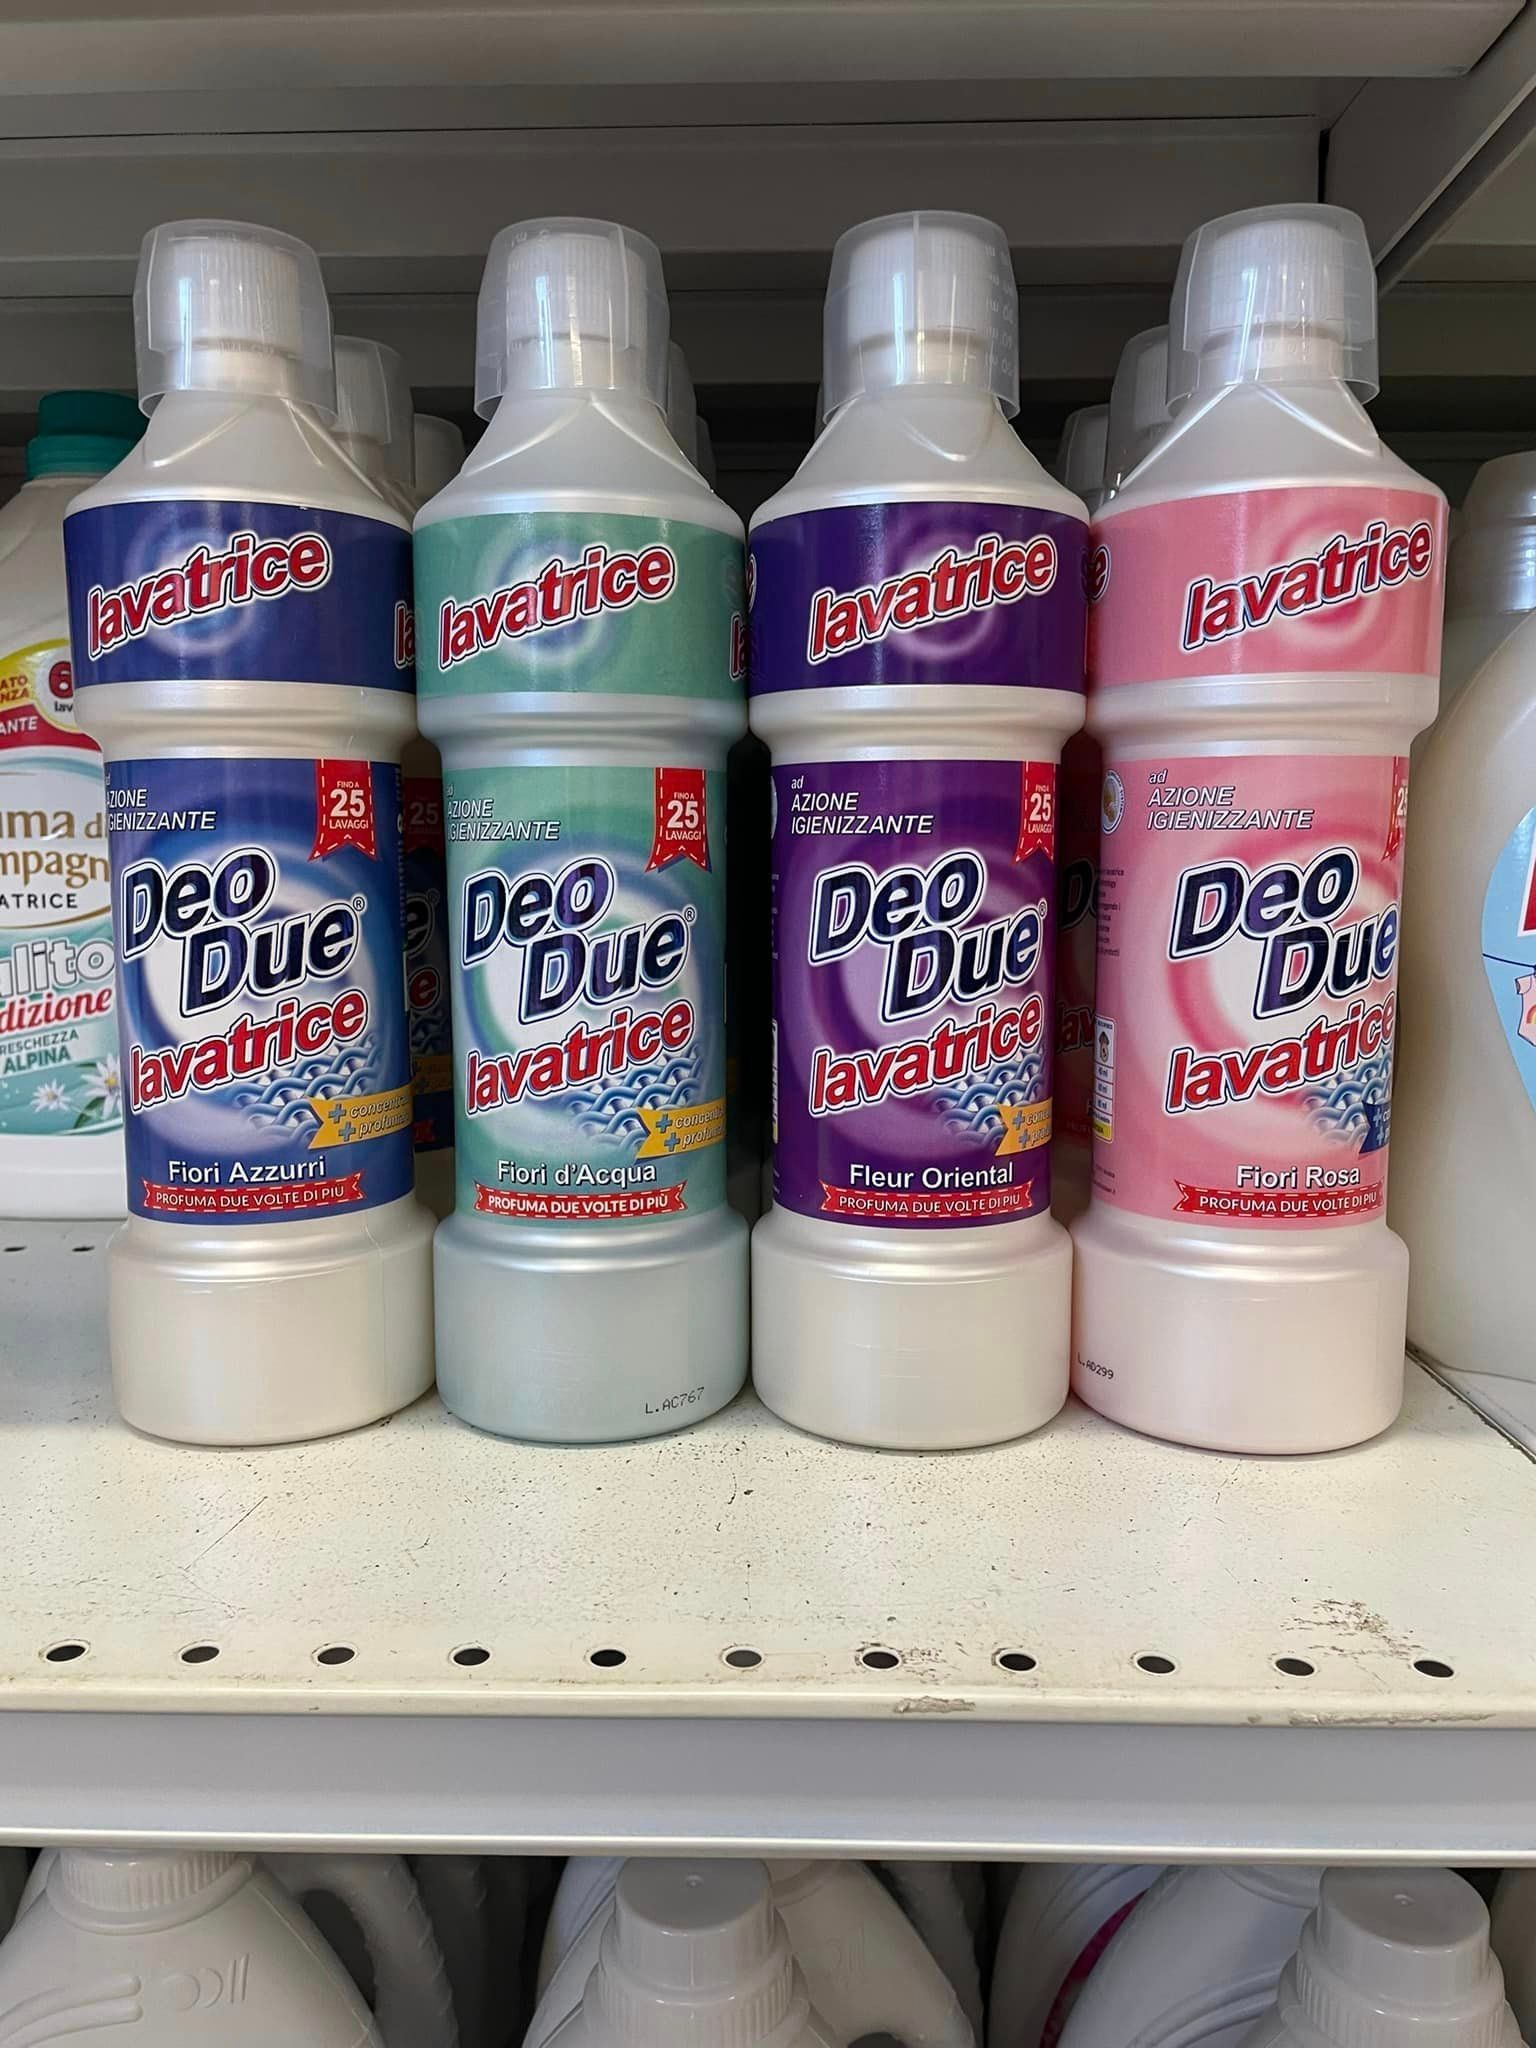 lavatrice
lavatrice
lavatrice
lavatrice
AZIONE
IGIENIZZANTE
FINO A
25
LAVAGGI
Deo
Due®
lavatrice
+
+
Fiori Azzurri
PROFUMA DUE VOLTE DI PIÙ
AZIONE
IGIENIZZANTE
FINO A
25
LAVAGGI
Deo
Due®
lavatrice
+
+
Fiori d'Acqua
PROFUMA DUE VOLTE DI PIÙ
L.AC767
ad
AZIONE
IGIENIZZANTE
FINO A
25
LAVAGGI
Deo
Due®
lavatrice
+
+
Fleur Oriental
PROFUMA DUE VOLTE DI PIÙ
ad
AZIONE
IGIENIZZANTE
Deo
Due
lavatrice
+
+
Fiori Rosa
PROFUMA DUE VOLTE DI PIÙ
L.AD299
25
6
ALPINA